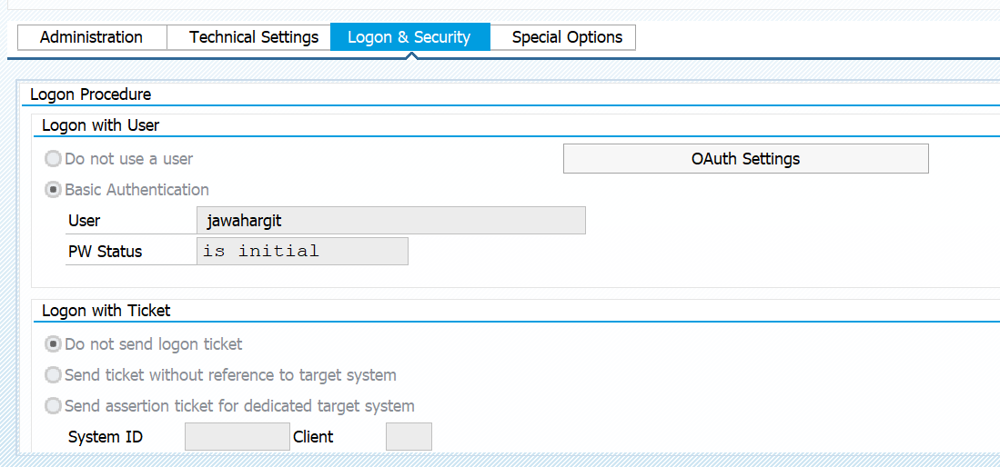 Administration Technical Settings Logon & Security Special Options
Logon Procedure
Logon with User
Do not use a user OAuth Settings
Basic Authentication
User jawahargit
PW Status is initial
Logon with Ticket
Do not send logon ticket
Send ticket without reference to target system
Send assertion ticket for dedicated target system
System ID Client